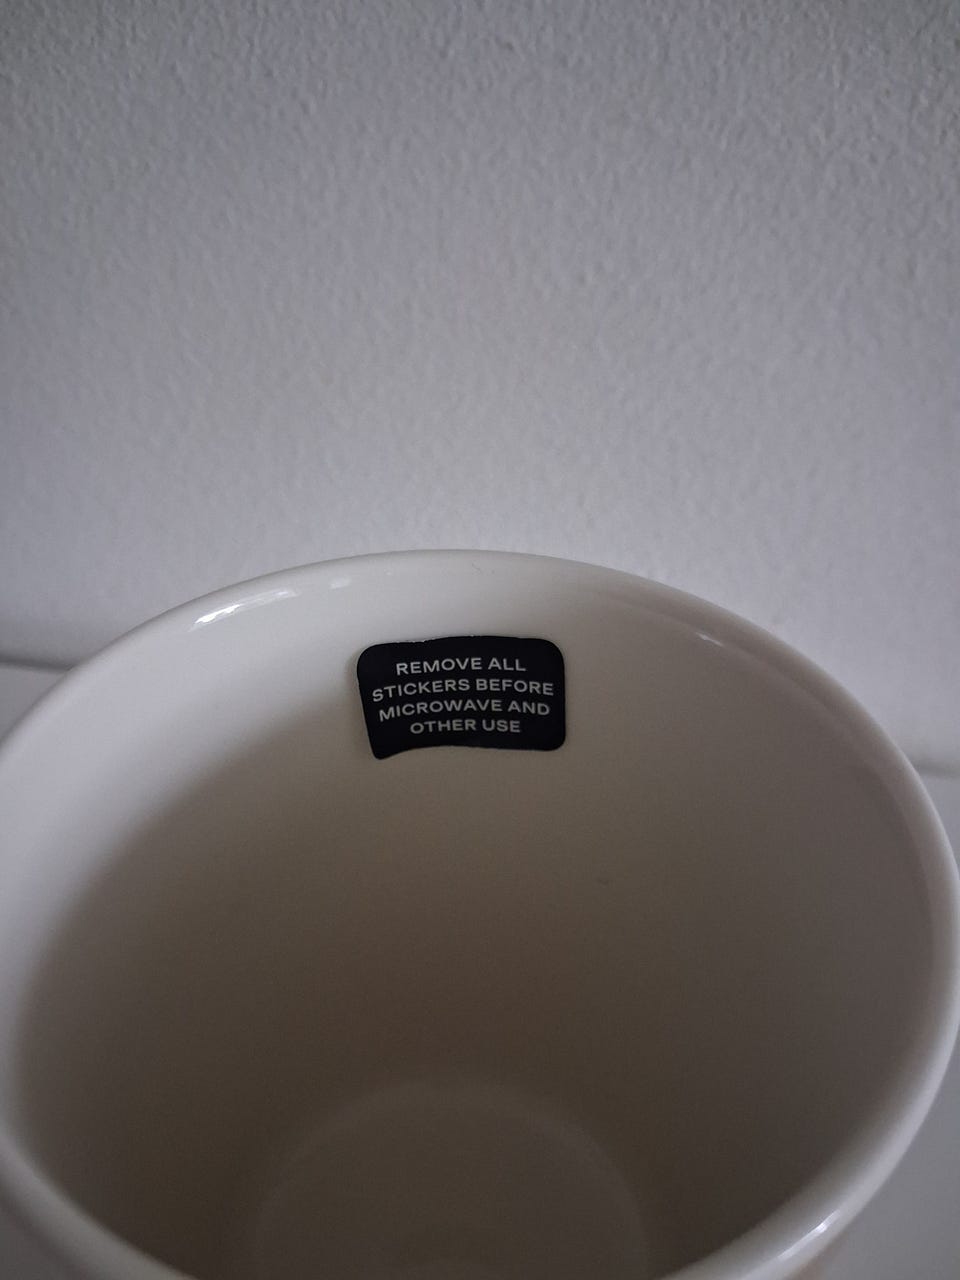 REMOVE ALL
STICKERS BEFORE
MICROWAVE AND
OTHER USE